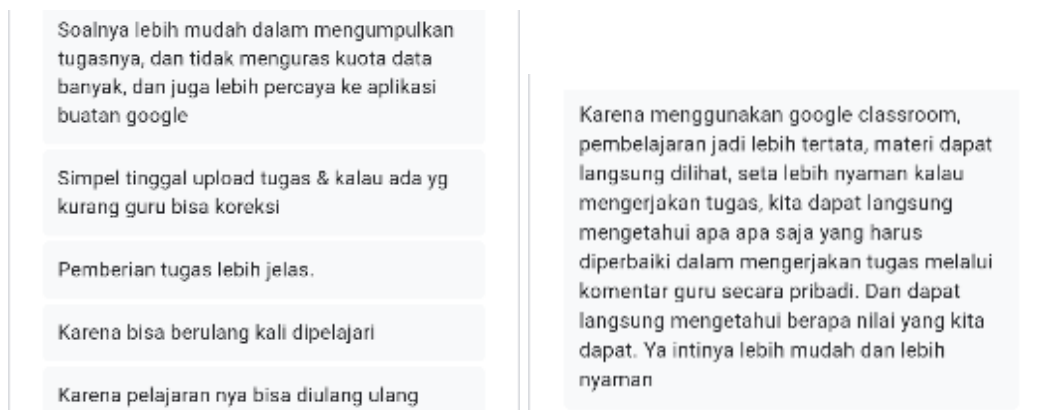 Soalnya lebih mudah dalam mengumpulkan
tugasnya, dan tidak menguras kuota data
banyak, dan juga lebih percaya ke aplikasi
buatan google
Simpel tinggal upload tugas & kalau ada yg
kurang guru bisa koreksi
Pemberian tugas lebih jelas.
Karena bisa berulang kali dipelajari
Karena pelajaran nya bisa diulang ulang
Karena menggunakan google classroom,
pembelajaran jadi lebih tertata, materi dapat
langsung dilihat, seta lebih nyaman kalau
mengerjakan tugas, kita dapat langsung
mengetahui apa apa saja yang harus
diperbaiki dalam mengerjakan tugas melalui
komentar guru secara pribadi. Dan dapat
langsung mengetahui berapa nilai yang kita
dapat. Ya intinya lebih mudah dan lebih
nyaman